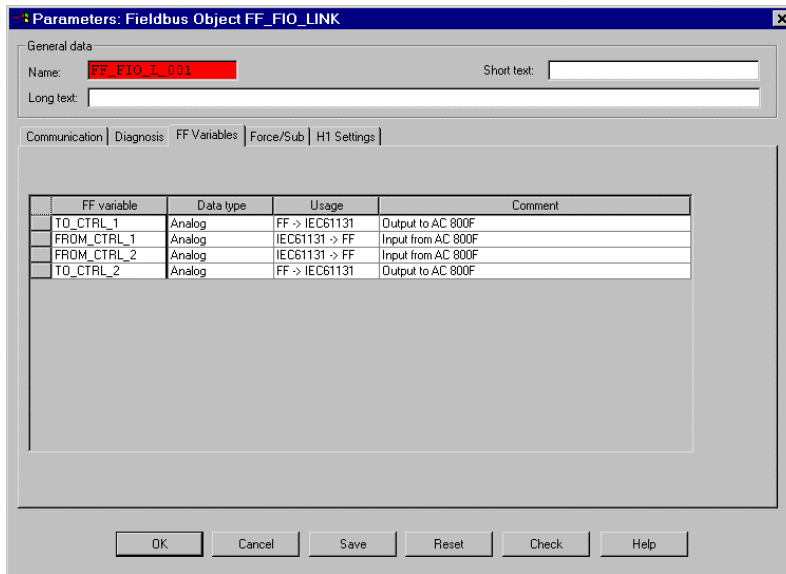 Parameters: Fieldbus Object FF_FIO_LINK
General data
Name: FF_FIO_L_001 Short text:
Long text:
Communication Diagnosis FF Variables Force/Sub H1 Settings
FF variable Data type Usage Comment
TO_CTRL_1 Analog FF -> IEC61131 Output to AC 800F
FROM_CTRL_1 Analog IEC61131 -> FF Input from AC 800F
FROM_CTRL_2 Analog IEC61131 -> FF Input from AC 800F
TO_CTRL_2 Analog FF -> IEC61131 Output to AC 800F
OK Cancel Save Reset Check Help